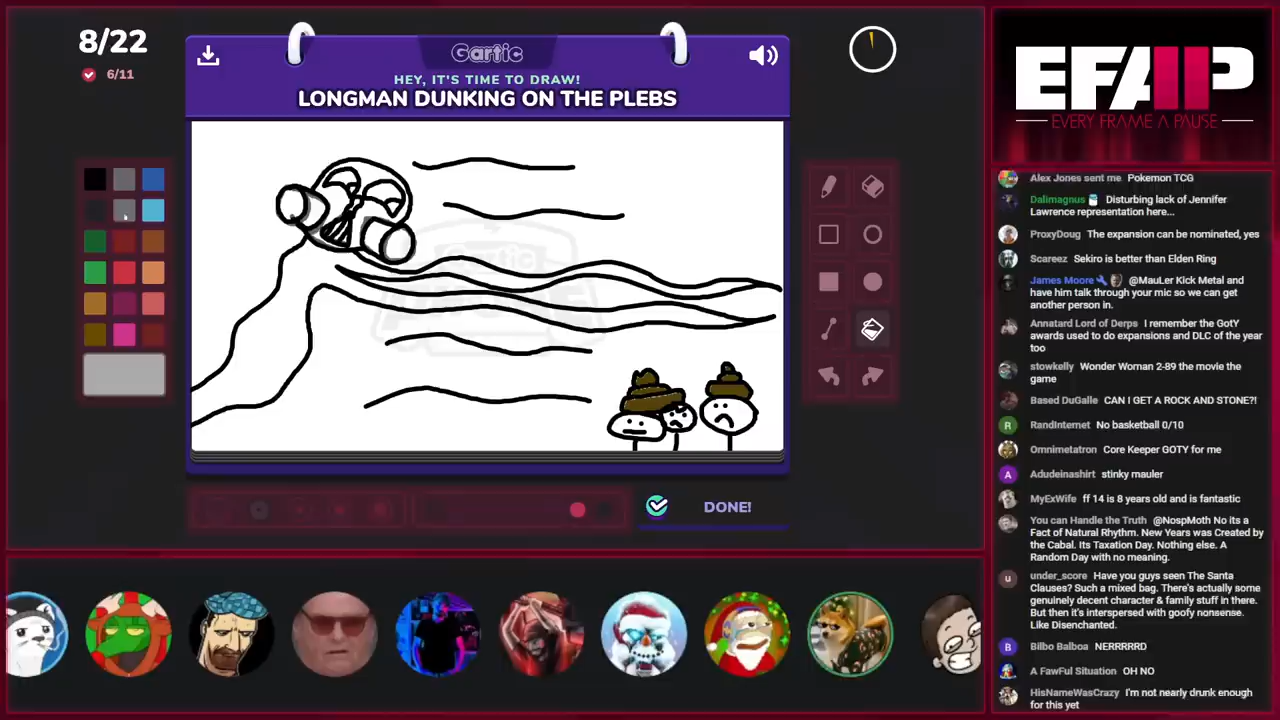 8/22
6/11
Gartic
HEY, IT'S TIME TO DRAW!
LONGMAN DUNKING ON THE PLEBS
Gartic
DONE!
EFAP
EVERY FRAME A PAUSE
Alex Jones sent me Pokemon TCG
Dalimagnus Disturbing lack of Jennifer
Lawrence representation here...
ProxyDoug The expansion can be nominated, yes
Scareez Sekiro is better than Elden Ring
James Moore @MauLer Kick Metal and
have him talk through your mic so we can get
another person in.
Annatard Lord of Derps I remember the GotY
awards used to do expansions and DLC of the year
too
stowkelly Wonder Woman 2-89 the movie the
game
Based DuGalle CAN I GET A ROCK AND STONE?!
R RandInternet No basketball 0/10
Omnimetatron Core Keeper GOTY for me
A Adudeinashirt stinky mauler
MyExWife ff 14 is 8 years old and is fantastic
You can Handle the Truth @NospMoth No its a
Fact of Natural Rhythm. New Years was Created by
the Cabal. Its Taxation Day. Nothing else. A
Random Day with no meaning.
u under_score Have you guys seen The Santa
Clauses? Such a mixed bag. There's actually some
genuinely decent character & family stuff in there.
But then it's interspersed with goofy nonsense.
Like Disenchanted.
B Bilbo Balboa NERRRRRD
A FawFul Situation OH NO
HisNameWasCrazy I'm not nearly drunk enough
for this yet